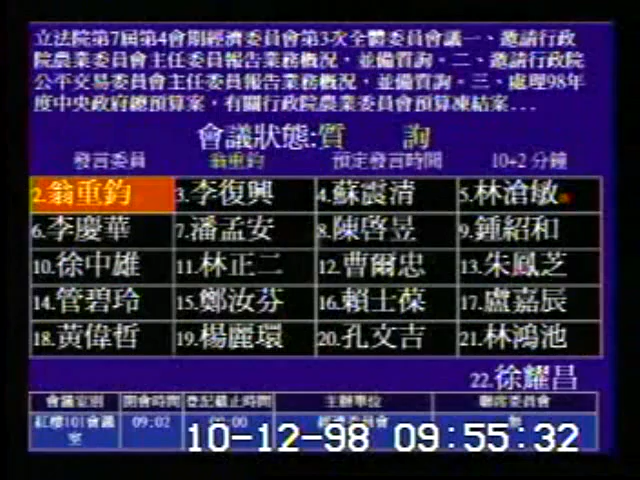 立法院第7屆第4會期經濟委員會第3次全體委員會議一、邀請行政
院農業委員會主任委員報告業務概況，並備質詢。二、邀請行政院
公平交易委員會主任委員報告業務概況，並備質詢。三、處理98年
度中央政府總預算案，有關行政院農業委員會預算凍結案...
會議狀態:質 詢
發言委員 翁重鈞 預定發言時間 10+2 分鐘
2.翁重鈞 3.李復興 4.蘇震清 5.林滄敏
6.李慶華 7.潘孟安 8.陳啓昱 9.鍾紹和
10.徐中雄 11.林正二 12.曹爾忠 13.朱鳳芝
14.管碧玲 15.鄭汝芬 16.賴士葆 17.盧嘉辰
18.黃偉哲 19.楊麗環 20.孔文吉 21.林鴻池
22.徐耀昌
會議室別 開會時間 登記截止時間 主辦單位 聯席委員會
紅樓101會議 09:02 經濟委員會 無
室
10-12-98 09:55:32